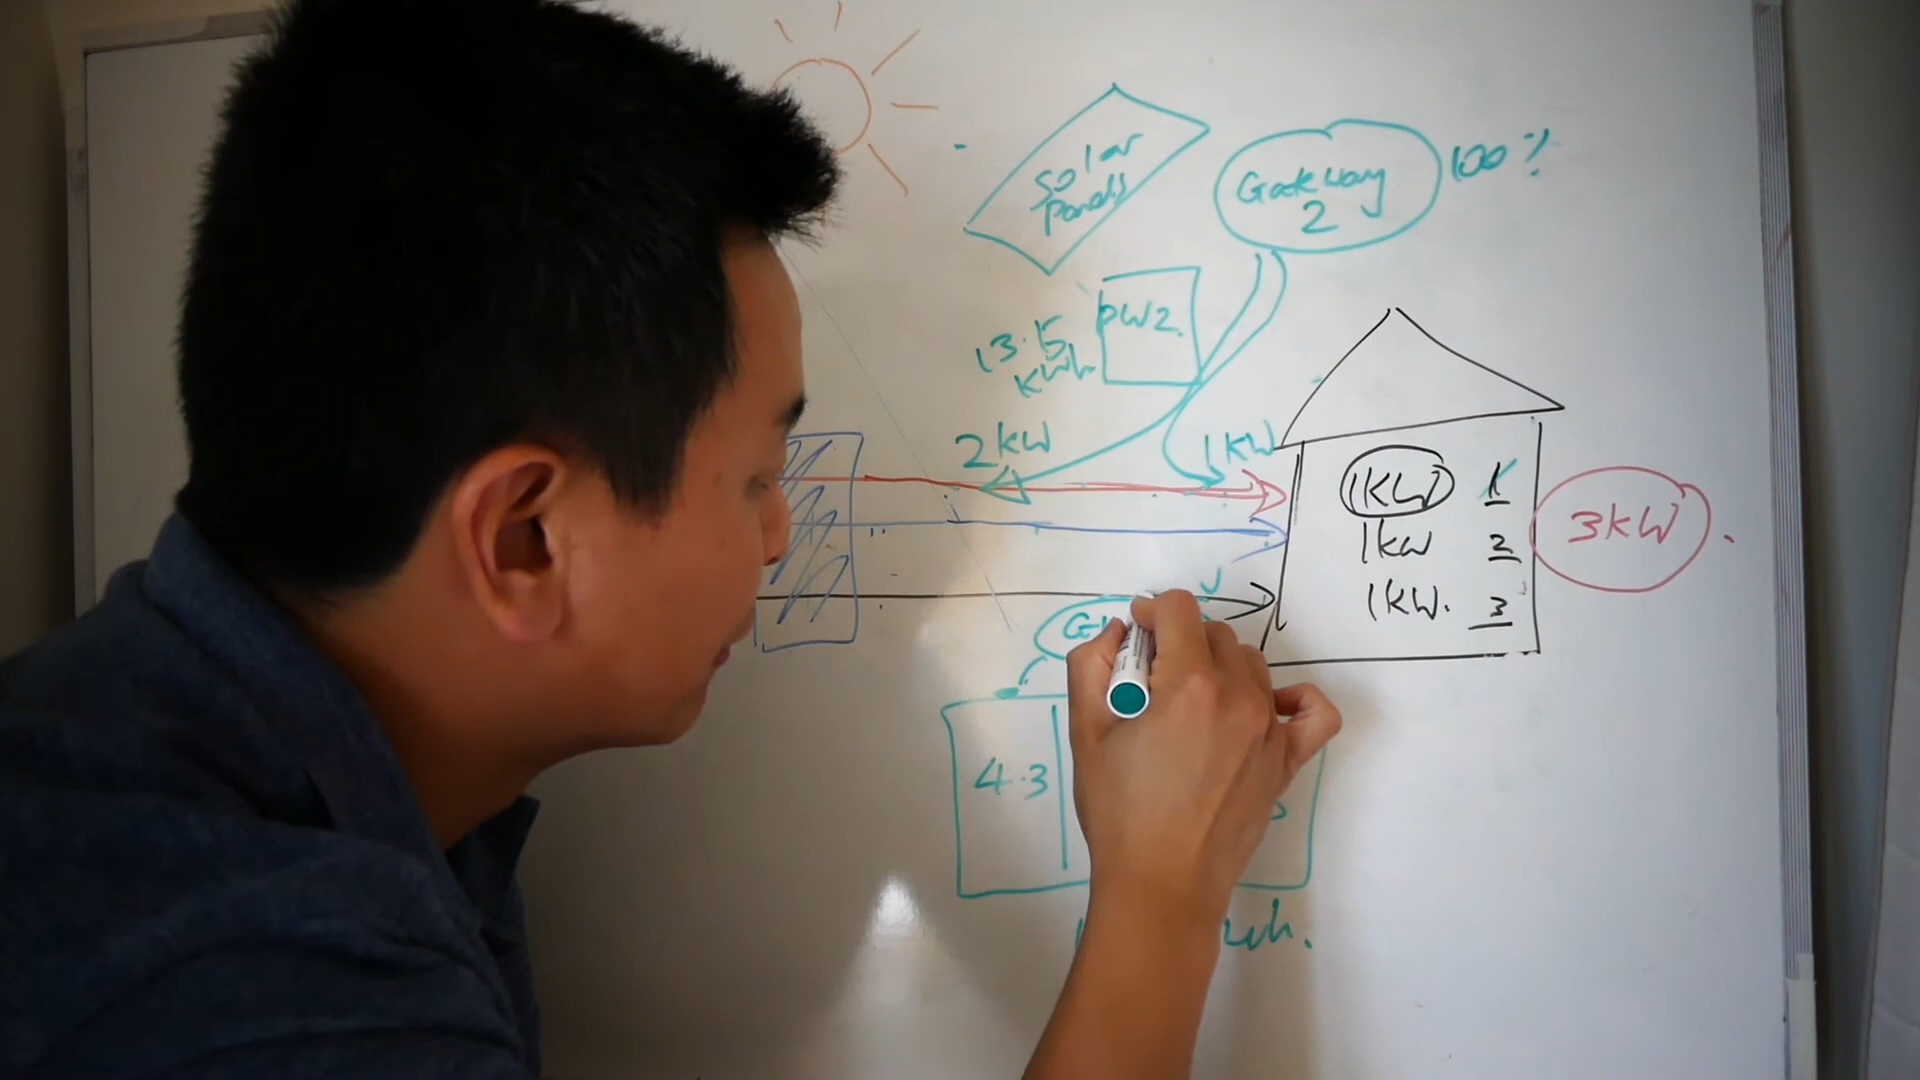 Solar
Panels
Gateway
2
100%
PW2.
13.5
kWh.
2kW
1kW
1kW 1
1kW 2
1kW. 3
3kW
4.3